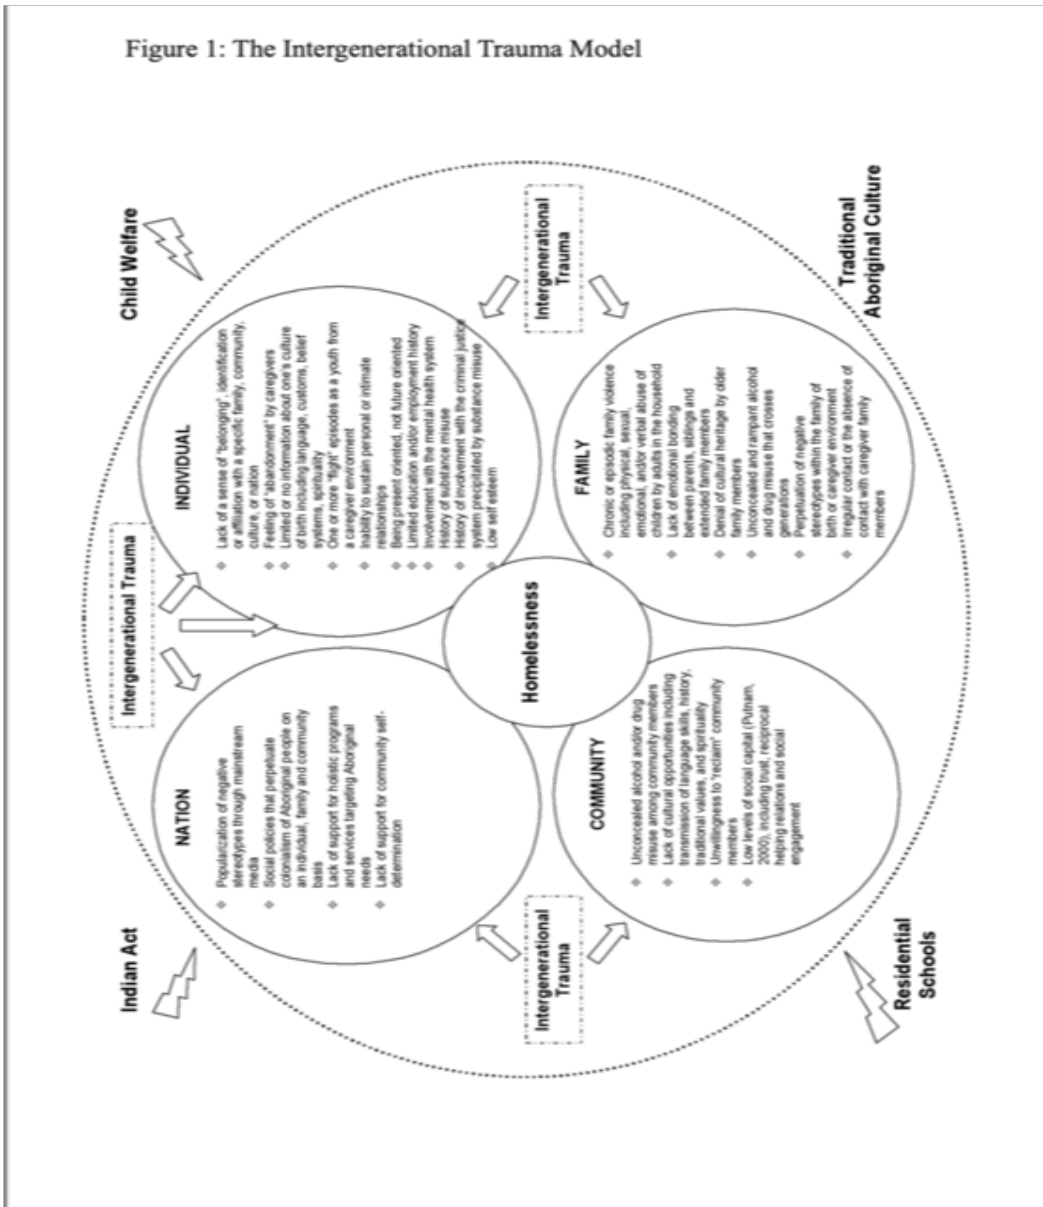 Figure 1: The Intergenerational Trauma Model
Indian Act
Child Welfare
Intergenerational Trauma
NATION
Popularization of negative
stereotypes through mainstream
media
Social policies that perpetuate
colonialism of Aboriginal people on
an individual, family and community
basis
Lack of support for holistic programs
and services targeting Aboriginal
needs
Lack of support for community self-
determination
INDIVIDUAL
Lack of a sense of "belonging", identification
or affiliation with a specific family, community,
culture, or nation
Feeling of "abandonment" by caregivers
Limited or no information about one's culture
of birth including language, customs, belief
systems, spirituality
One or more "flight" episodes as a youth from
a caregiver environment
Inability to sustain personal or intimate
relationships
Being present oriented, not future oriented
Limited education and/or employment history
Involvement with the mental health system
History of substance misuse
History of involvement with the criminal justice
system precipitated by substance misuse
Low self esteem
Intergenerational
Trauma
Homelessness
Intergenerational
Trauma
COMMUNITY
Unconcealed alcohol and/or drug
misuse among community members
Lack of cultural opportunities including
transmission of language skills, history,
traditional values, and spirituality
Unwillingness to "reclaim" community
members
Low levels of social capital (Putnam,
2000), including trust, reciprocal
helping relations and social
engagement
FAMILY
Chronic or episodic family violence
including physical, sexual,
emotional, and/or verbal abuse of
children by adults in the household
Lack of emotional bonding
between parents, siblings and
extended family members
Denial of cultural heritage by older
family members
Unconcealed and rampant alcohol
and drug misuse that crosses
generations
Perpetuation of negative
stereotypes within the family of
birth or caregiver environment
Irregular contact or the absence of
contact with caregiver family
members
Residential
Schools
Traditional
Aboriginal Culture